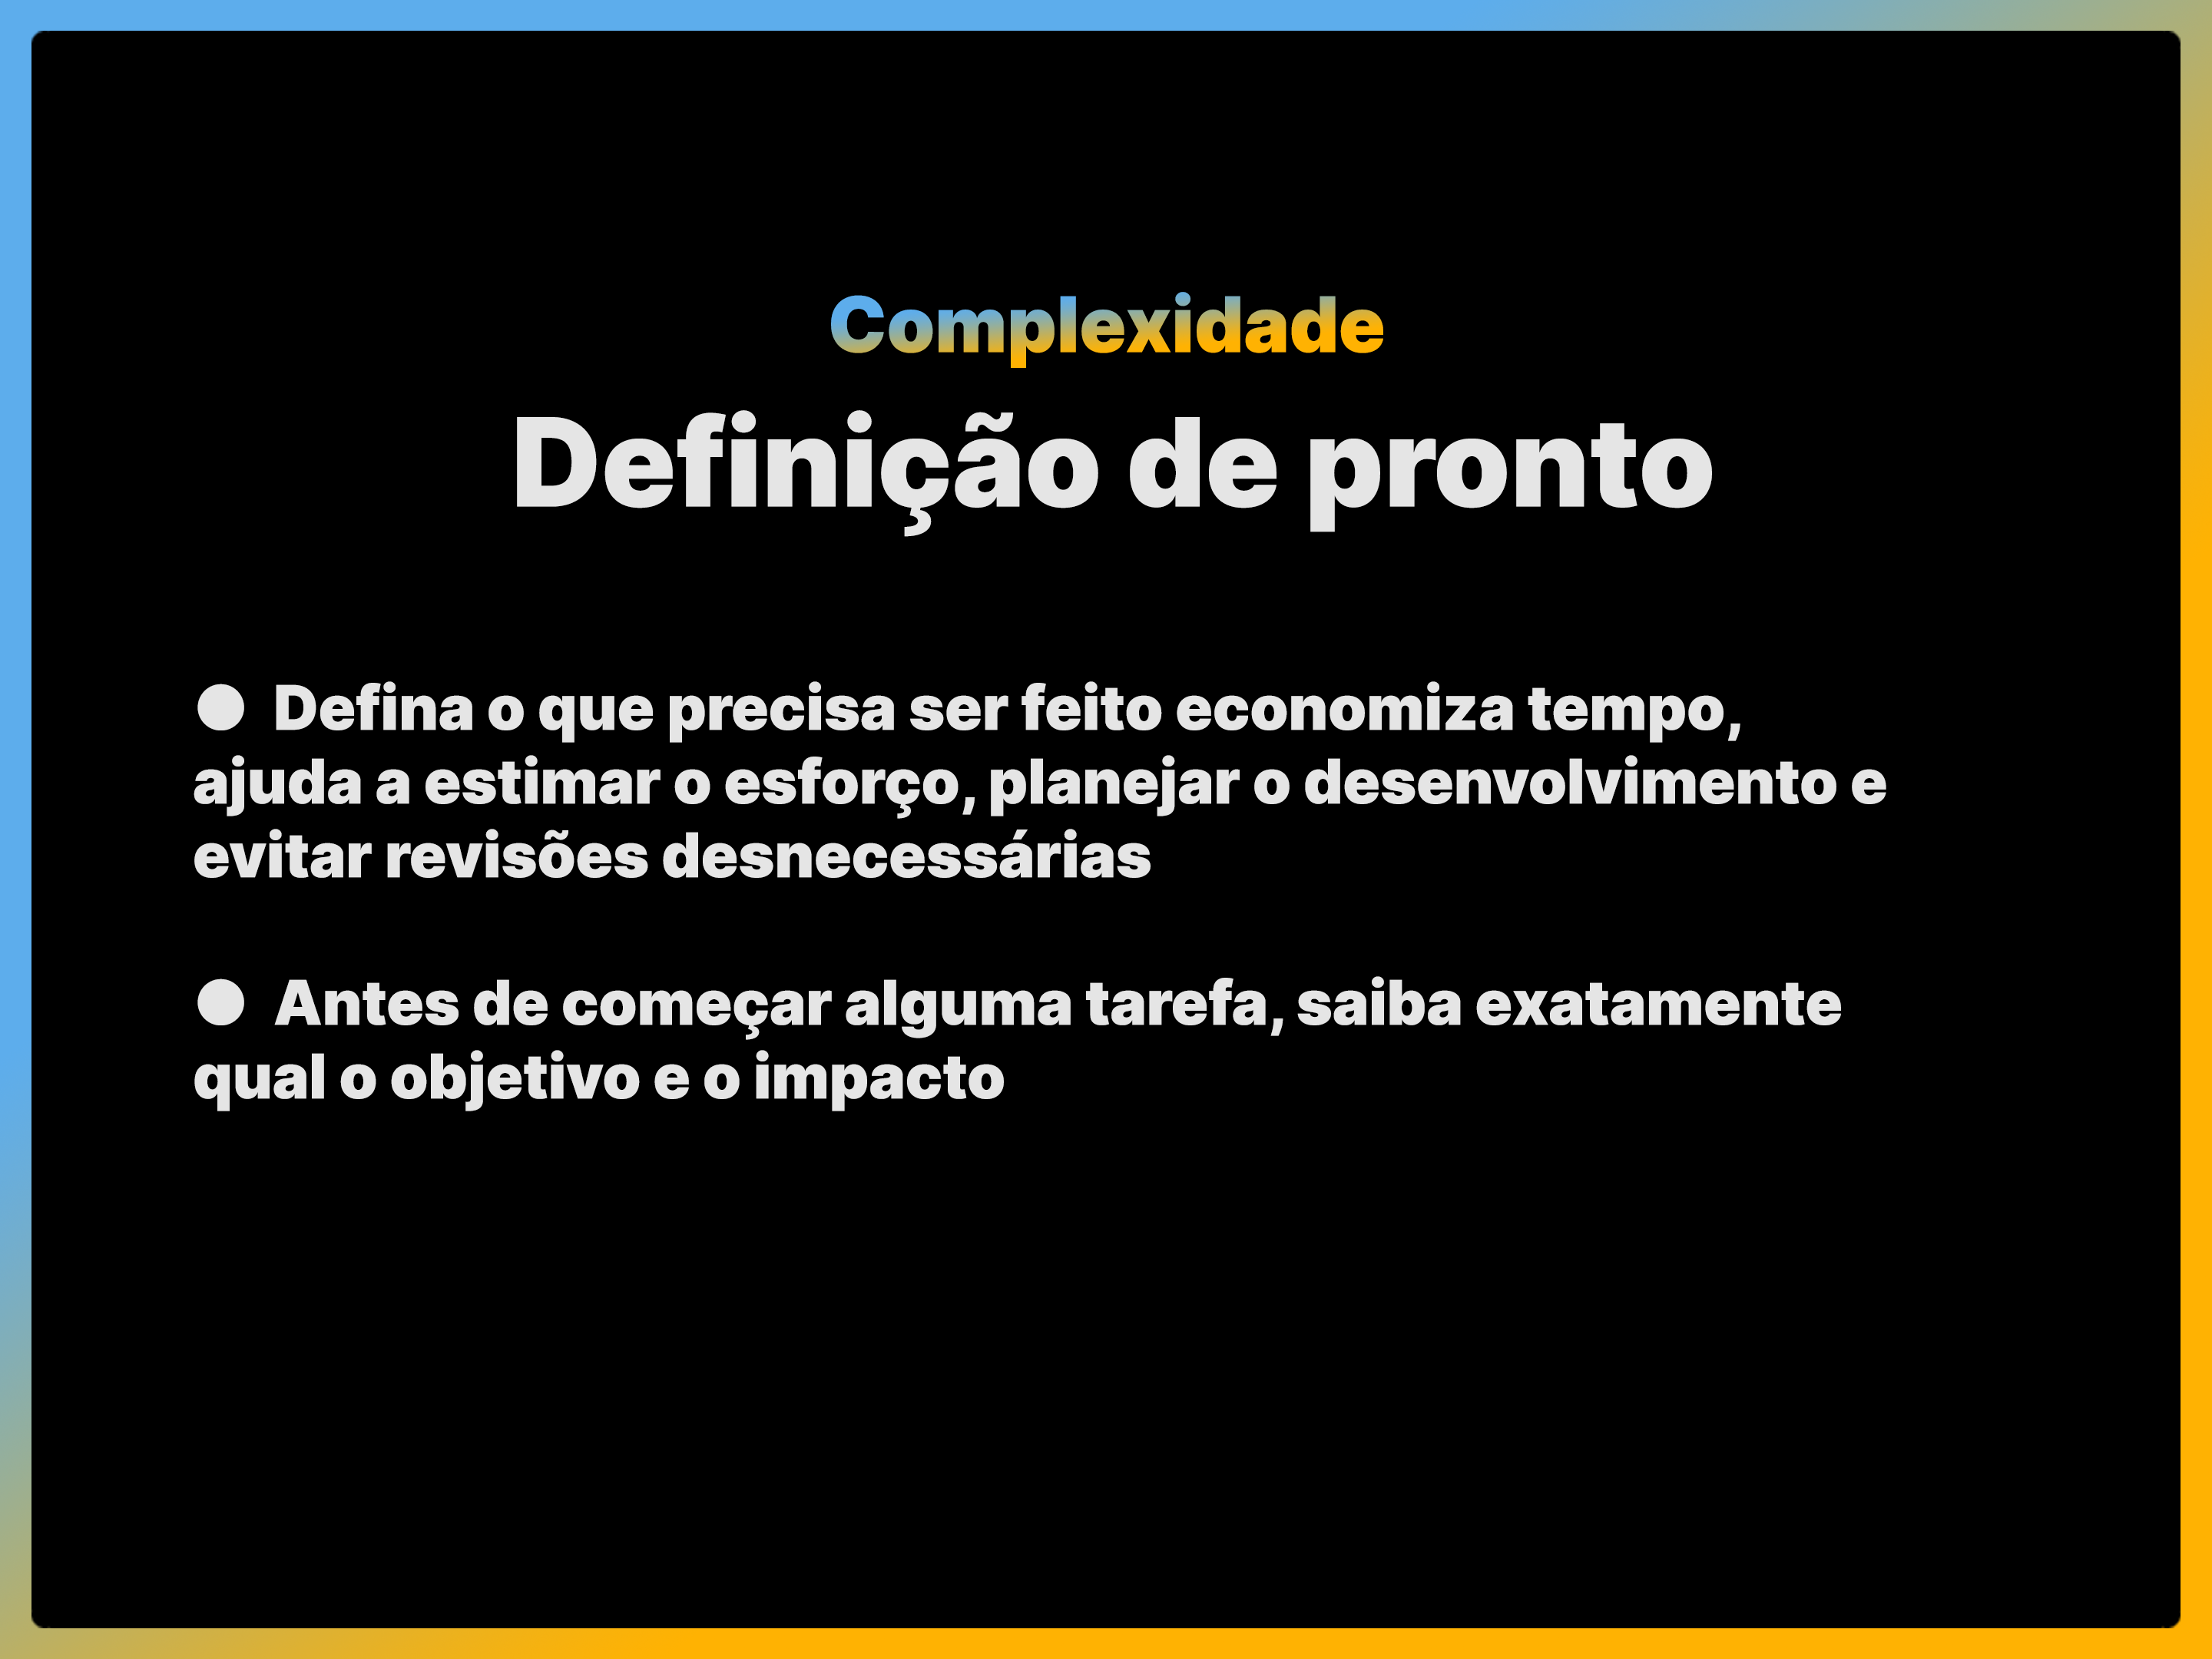 Complexidade
Definição de pronto
● Defina o que precisa ser feito economiza tempo,
ajuda a estimar o esforço, planejar o desenvolvimento e
evitar revisões desnecessárias
● Antes de começar alguma tarefa, saiba exatamente
qual o objetivo e o impacto